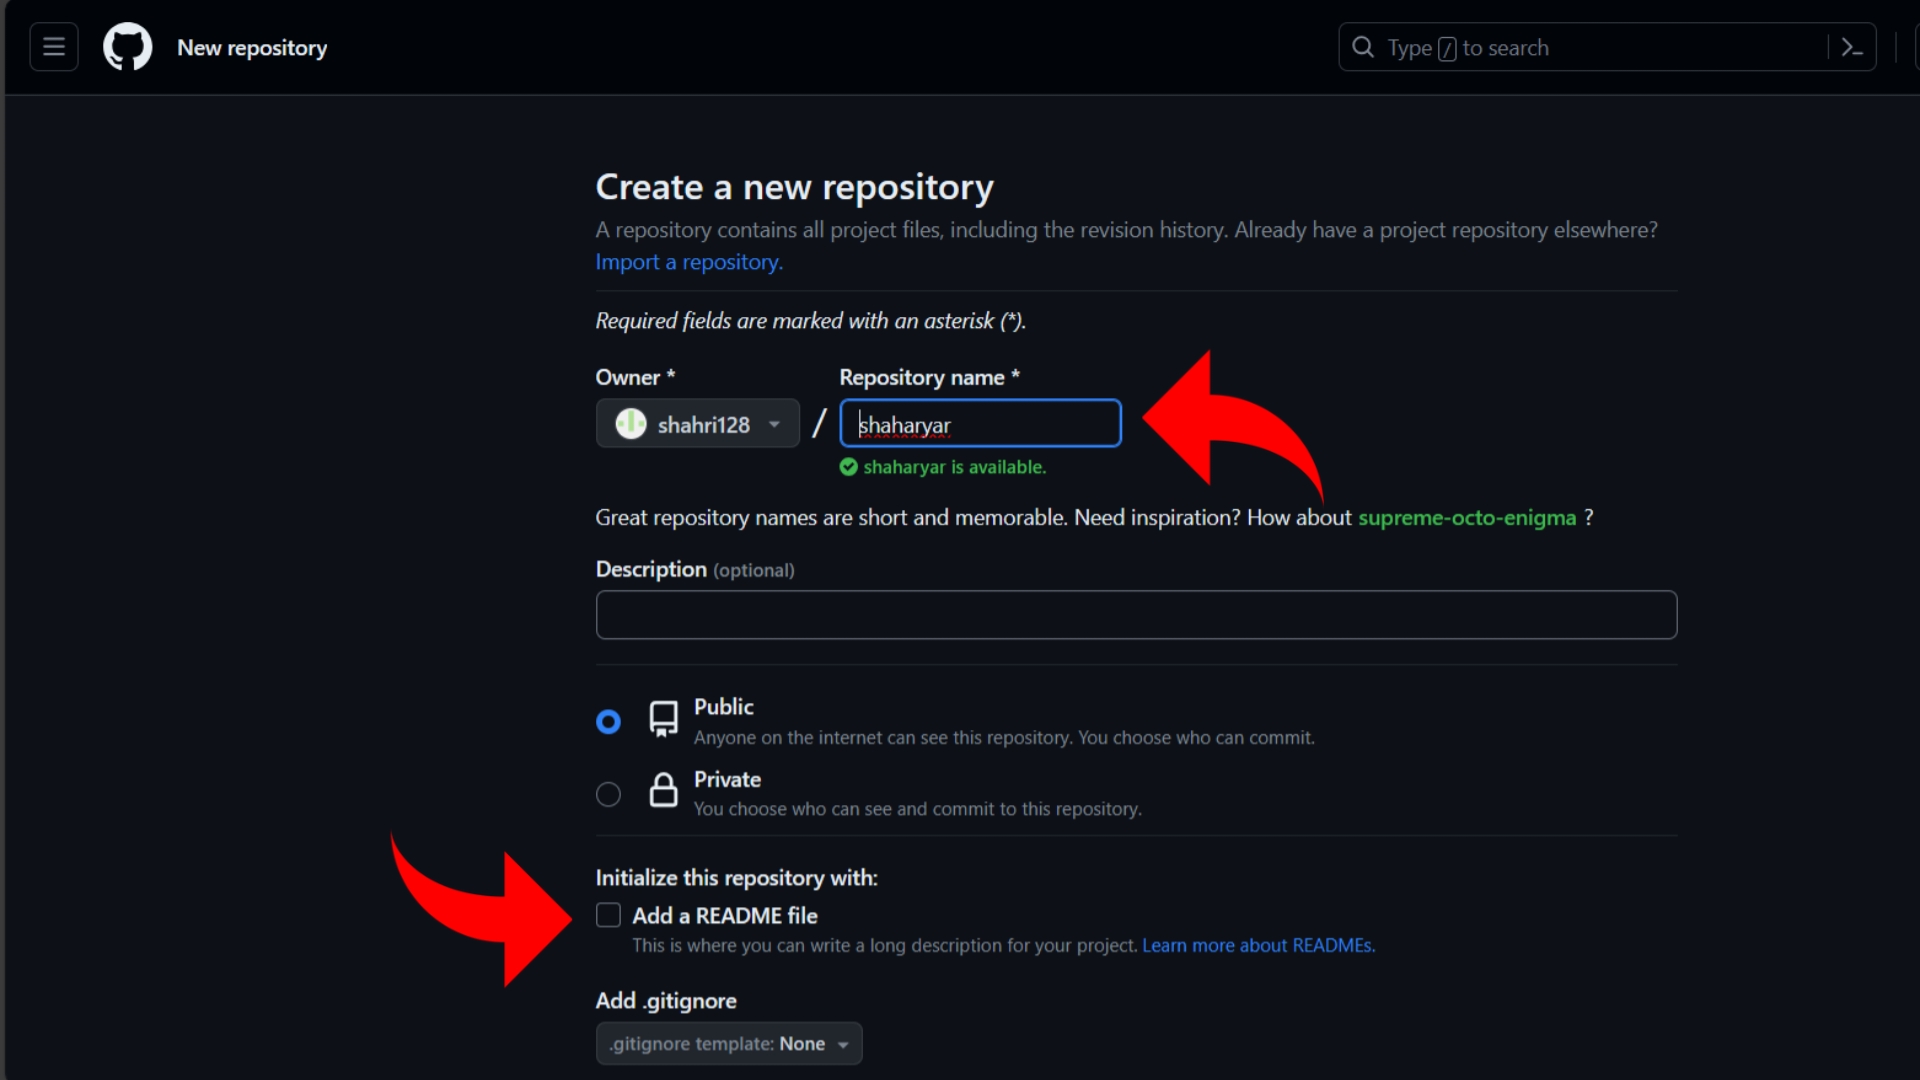 New repository
Type / to search
Create a new repository
A repository contains all project files, including the revision history. Already have a project repository elsewhere?
Import a repository.
Required fields are marked with an asterisk (*).
Owner * Repository name *
shahri128 / shaharyar
shaharyar is available.
Great repository names are short and memorable. Need inspiration? How about supreme-octo-enigma ?
Description (optional)
Public
Anyone on the internet can see this repository. You choose who can commit.
Private
You choose who can see and commit to this repository.
Initialize this repository with:
Add a README file
This is where you can write a long description for your project. Learn more about READMEs.
Add .gitignore
.gitignore template: None